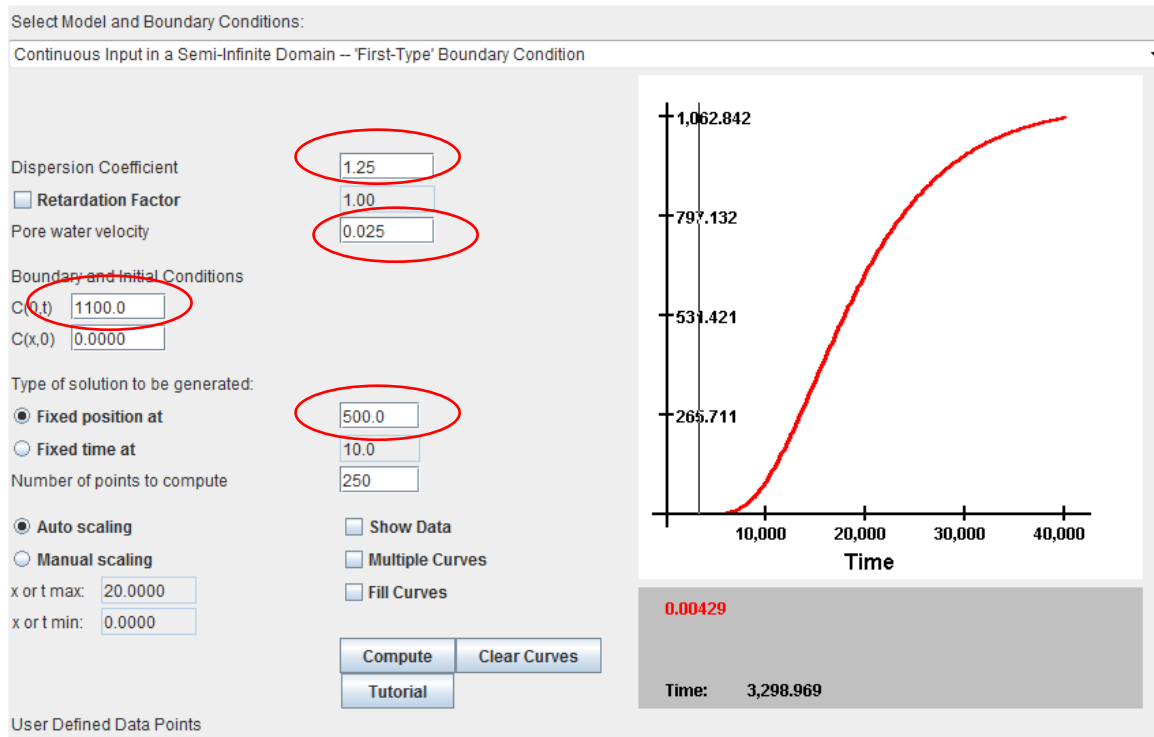 Select Model and Boundary Conditions:
Continuous Input in a Semi-Infinite Domain -- 'First-Type' Boundary Condition
Dispersion Coefficient 1.25
Retardation Factor 1.00
Pore water velocity 0.025
Boundary and Initial Conditions
C(0,t) 1100.0
C(x,0) 0.0000
Type of solution to be generated:
Fixed position at 500.0
Fixed time at 10.0
Number of points to compute 250
Auto scaling Show Data
Manual scaling Multiple Curves
x or t max: 20.0000 Fill Curves
x or t min: 0.0000
Compute Clear Curves
Tutorial
User Defined Data Points
1,062.842
797.132
531.421
265.711
10,000 20,000 30,000 40,000
Time
0.00429
Time: 3,298.969